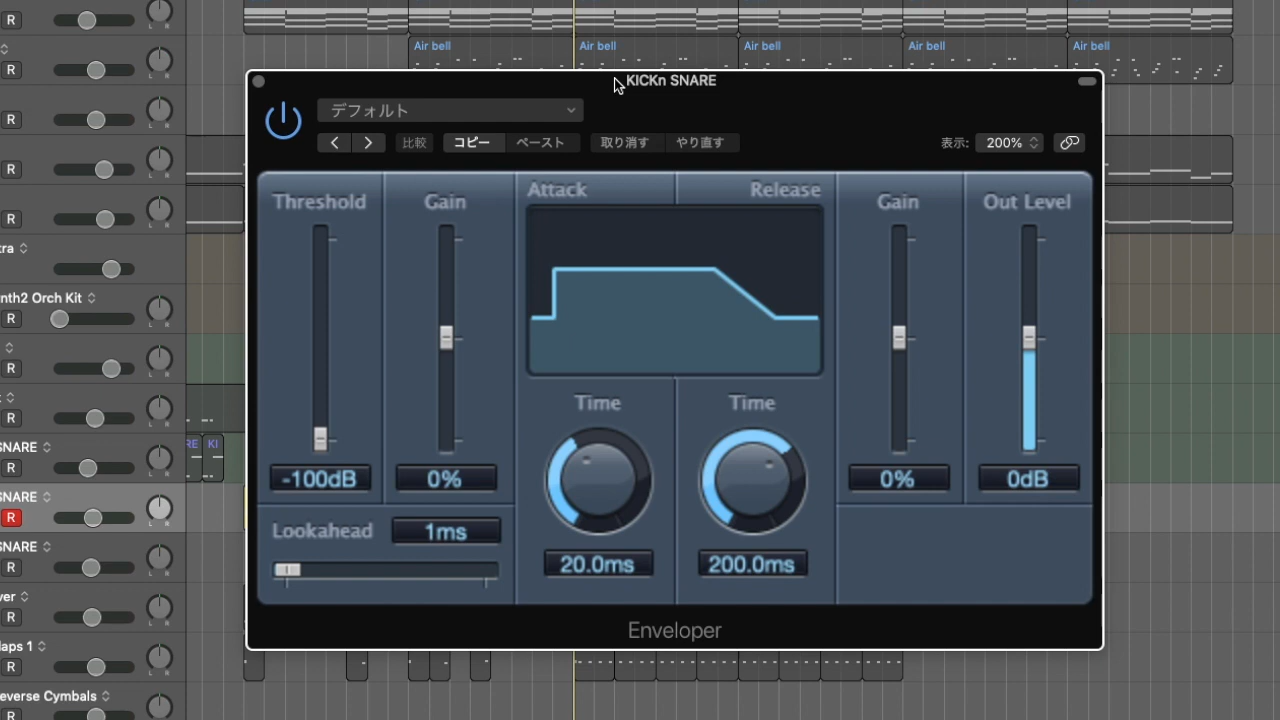 R
L R
R
Air bell Air bell Air bell Air bell Air bell
KICKn SNARE
デフォルト
比較 コピー ペースト 取り消す やり直す 表示: 200%
R
L R
R
L R
R
L R
Threshold Gain Attack Release Gain Out Level
tra
nth2 Orch Kit
R
L R
R
L R
R
L R
SNARE RE KI
R
L R
-100dB 0% Time Time 0% 0dB
SNARE
R
L R
Lookahead 1ms
SNARE
R
L R
20.0ms 200.0ms
ver
R
L R
Enveloper
laps 1
R
L R
everse Cymbals
R